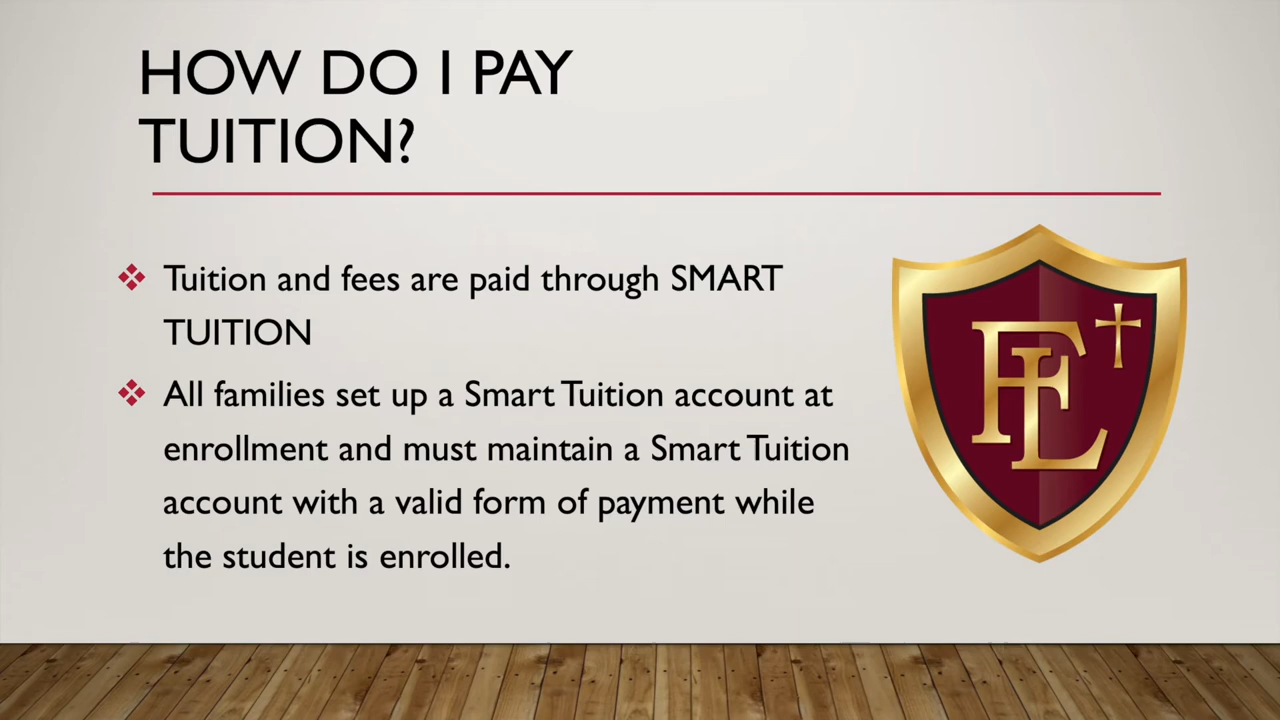 HOW DO I PAY
TUITION?
Tuition and fees are paid through SMART
TUITION
All families set up a Smart Tuition account at
enrollment and must maintain a Smart Tuition
account with a valid form of payment while
the student is enrolled.
FL